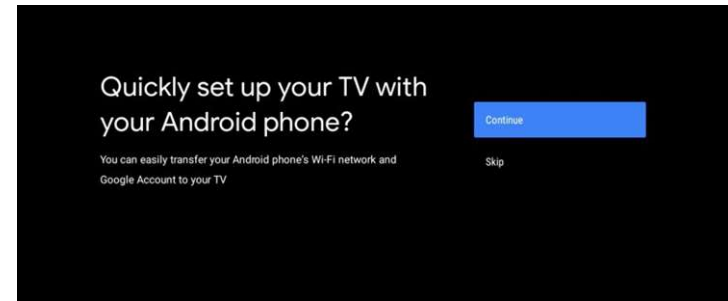 Quickly set up your TV with
your Android phone?
You can easily transfer your Android phone's Wi-Fi network and
Google Account to your TV
Continue
Skip